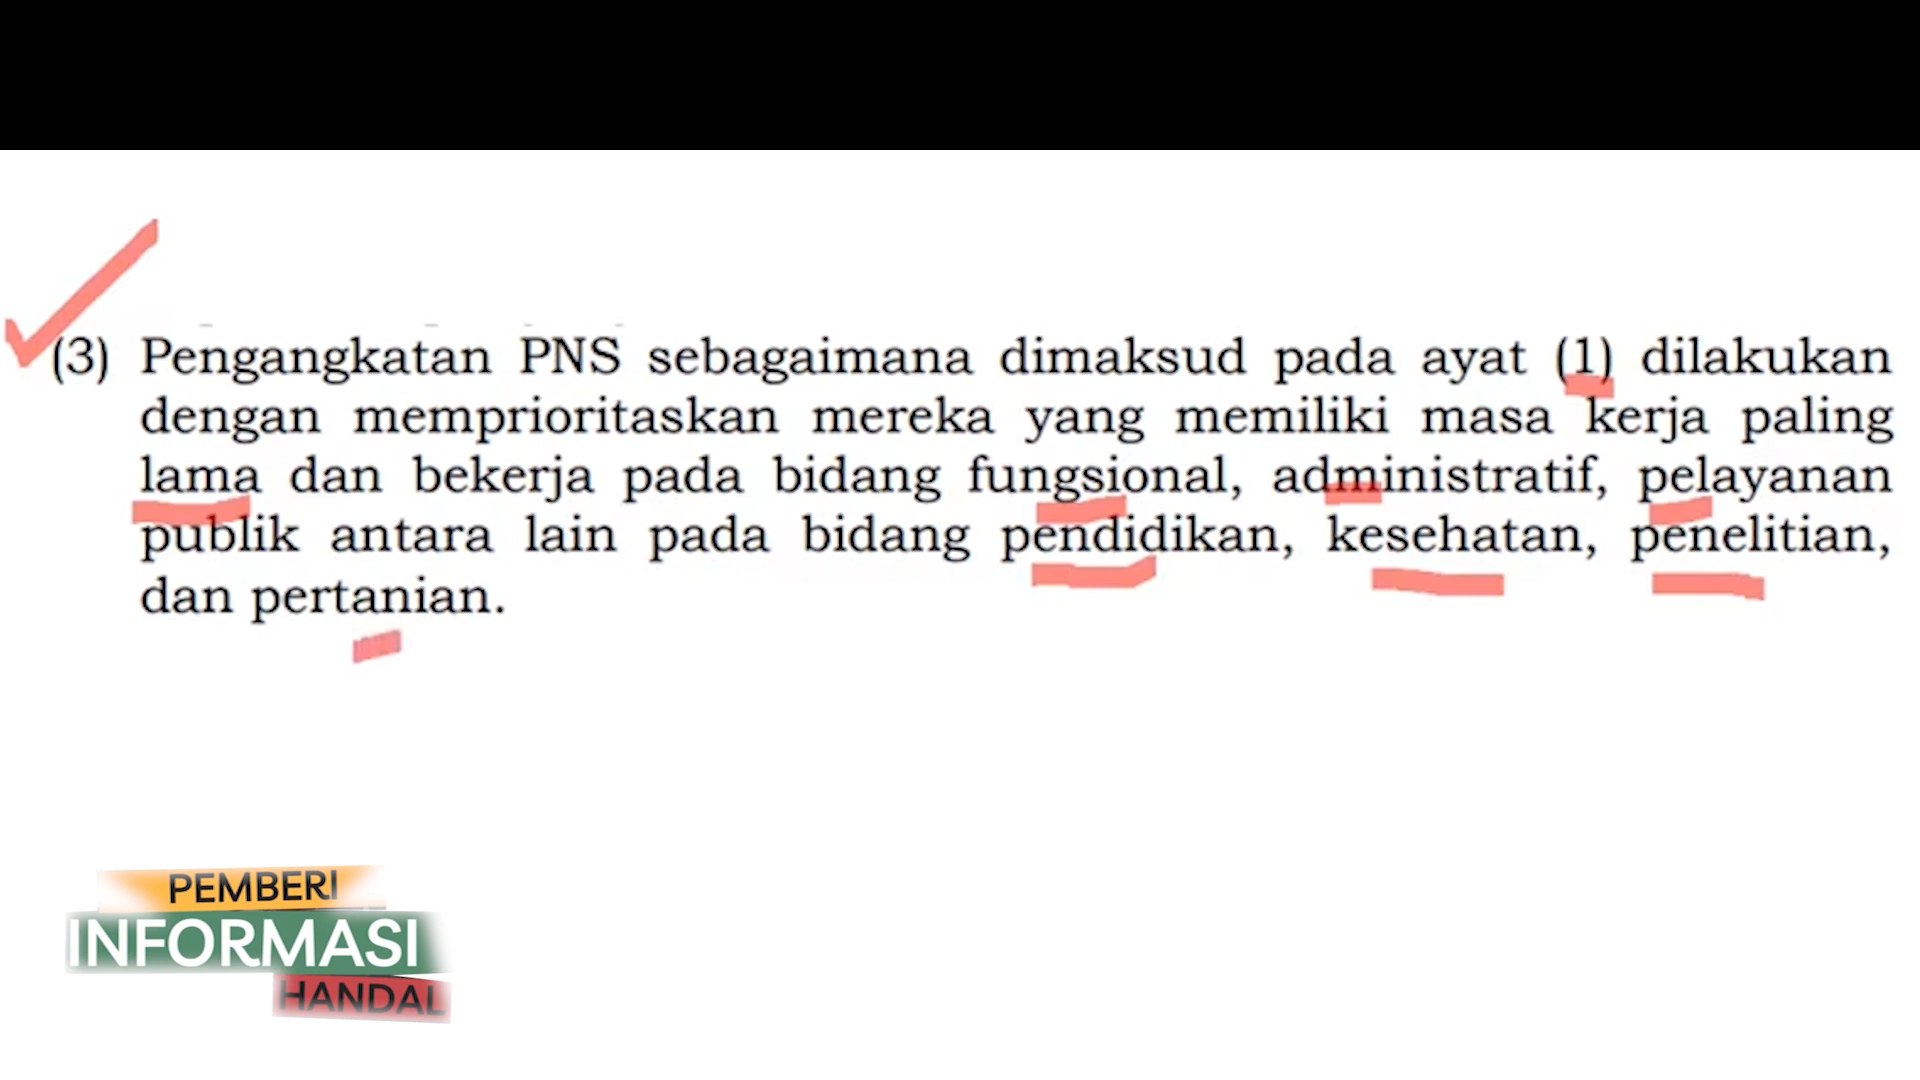 (3) Pengangkatan PNS sebagaimana dimaksud pada ayat (1) dilakukan
dengan memprioritaskan mereka yang memiliki masa kerja paling
lama dan bekerja pada bidang fungsional, administratif, pelayanan
publik antara lain pada bidang pendidikan, kesehatan, penelitian,
dan pertanian.
PEMBERI
INFORMASI
HANDAL